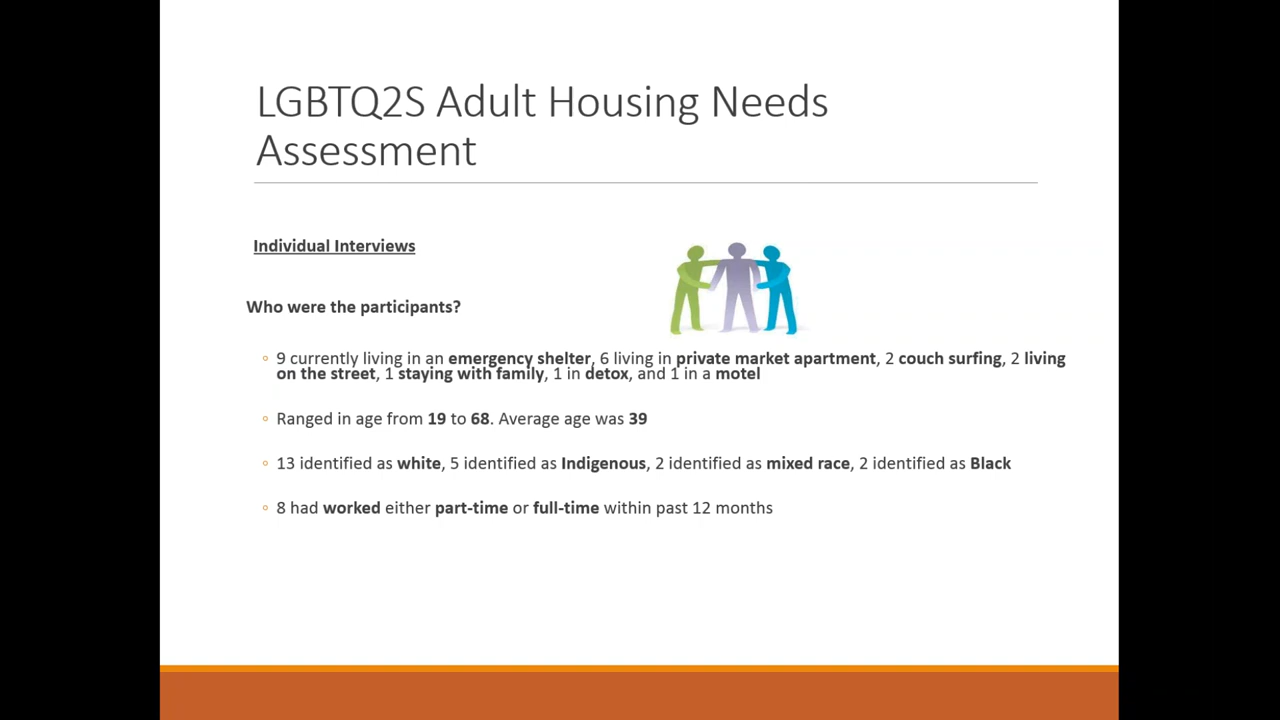 LGBTQ2S Adult Housing Needs
Assessment
Individual Interviews
Who were the participants?
◦ 9 currently living in an emergency shelter, 6 living in private market apartment, 2 couch surfing, 2 living
on the street, 1 staying with family, 1 in detox, and 1 in a motel
◦ Ranged in age from 19 to 68. Average age was 39
◦ 13 identified as white, 5 identified as Indigenous, 2 identified as mixed race, 2 identified as Black
◦ 8 had worked either part-time or full-time within past 12 months